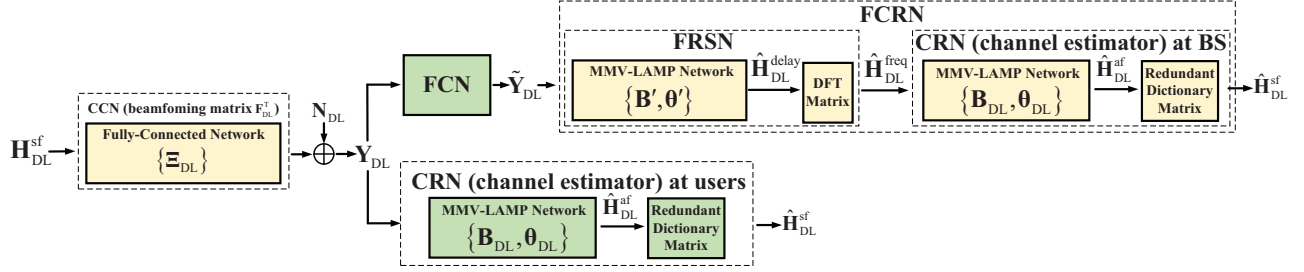 FCRN
FRSN
CRN (channel estimator) at BS
MMV-LAMP Network
{B′, θ′}
Ĥ_DL^delay
DFT
Matrix
Ĥ_DL^freq
MMV-LAMP Network
{B_DL, θ_DL}
Ĥ_DL^af
Redundant
Dictionary
Matrix
Ĥ_DL^sf
FCN
Ỹ_DL
CCN (beamfoming matrix F_DL^T)
Fully-Connected Network
{Ξ_DL}
H_DL^sf
N_DL
Y_DL
CRN (channel estimator) at users
MMV-LAMP Network
{B_DL, θ_DL}
Ĥ_DL^af
Redundant
Dictionary
Matrix
Ĥ_DL^sf